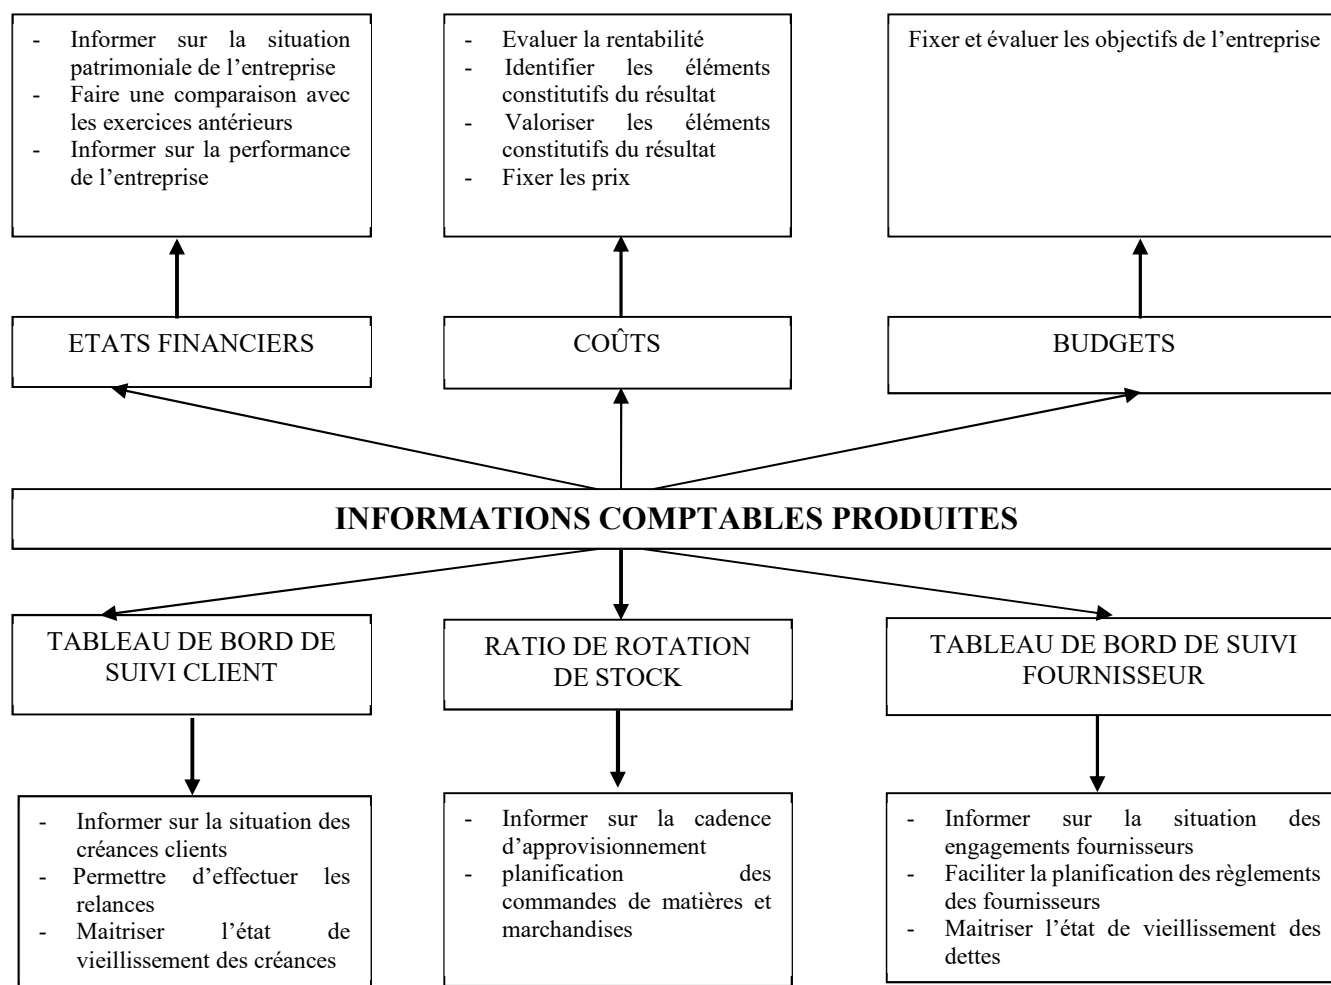 - Informer sur la situation
patrimoniale de l’entreprise
- Faire une comparaison avec
les exercices antérieurs
- Informer sur la performance
de l’entreprise
- Evaluer la rentabilité
- Identifier les éléments
constitutifs du résultat
- Valoriser les éléments
constitutifs du résultat
- Fixer les prix
Fixer et évaluer les objectifs de l’entreprise
ETATS FINANCIERS
COÛTS
BUDGETS
INFORMATIONS COMPTABLES PRODUITES
TABLEAU DE BORD DE
SUIVI CLIENT
RATIO DE ROTATION
DE STOCK
TABLEAU DE BORD DE SUIVI
FOURNISSEUR
- Informer sur la situation des
créances clients
- Permettre d’effectuer les
relances
- Maitriser l’état de
vieillissement des créances
- Informer sur la cadence
d’approvisionnement
- planification des
commandes de matières et
marchandises
- Informer sur la situation des
engagements fournisseurs
- Faciliter la planification des règlements
des fournisseurs
- Maitriser l’état de vieillissement des
dettes